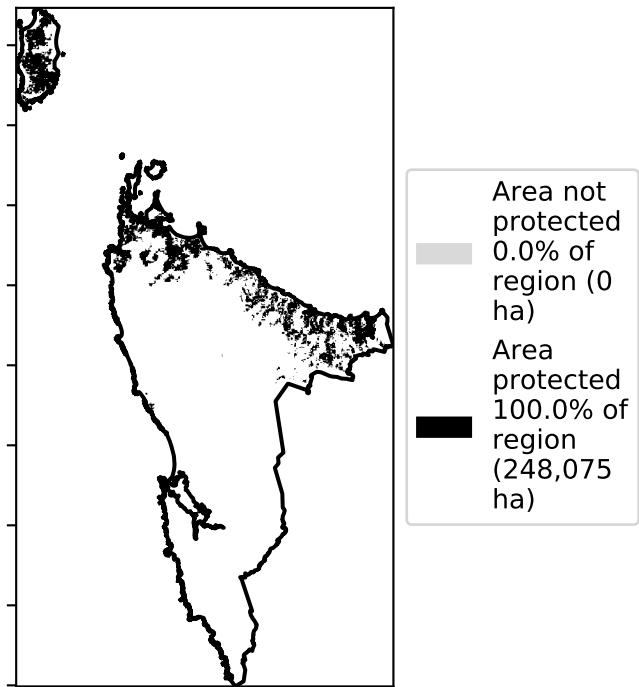 Area not
protected
0.0% of
region (0
ha)
Area
protected
100.0% of
region
(248,075
ha)